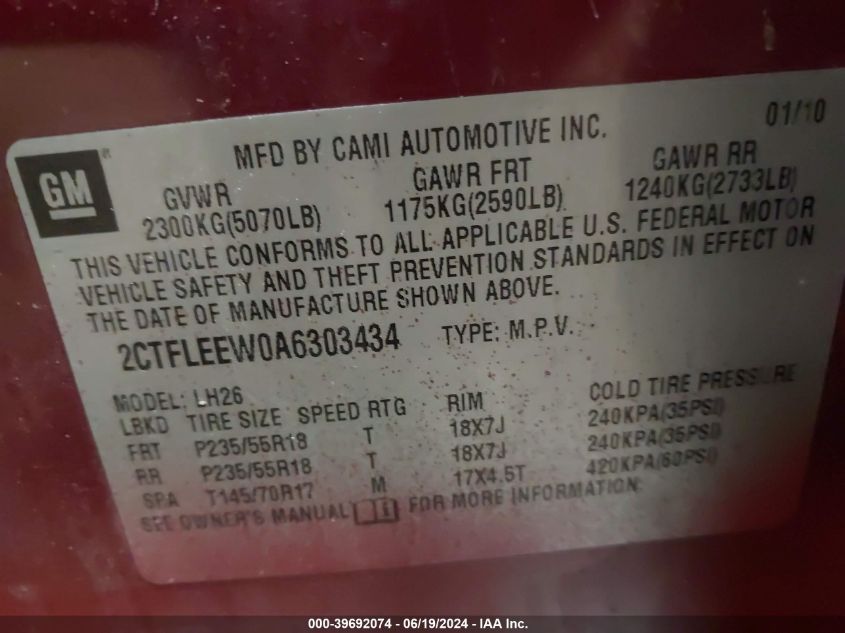 01/10
MFD BY CAMI AUTOMOTIVE INC.
GM
GVWR GAWR FRT GAWR RR
2300KG(5070LB) 1175KG(2590LB) 1240KG(2733LB)
THIS VEHICLE CONFORMS TO ALL APPLICABLE U.S. FEDERAL MOTOR
VEHICLE SAFETY AND THEFT PREVENTION STANDARDS IN EFFECT ON
THE DATE OF MANUFACTURE SHOWN ABOVE.
2CTFLEEW0A6303434 TYPE: M.P.V.
MODEL: LH26
LBKD TIRE SIZE SPEED RTG RIM COLD TIRE PRESSURE
FRT P235/55R18 T 18X7J 240KPA(35PSI)
RR P235/55R18 T 18X7J 240KPA(35PSI)
SPA T145/70R17 M 17X4.5T 420KPA(60PSI)
SEE OWNER'S MANUAL FOR MORE INFORMATION.
000-39692074 - 06/19/2024 - IAA Inc.